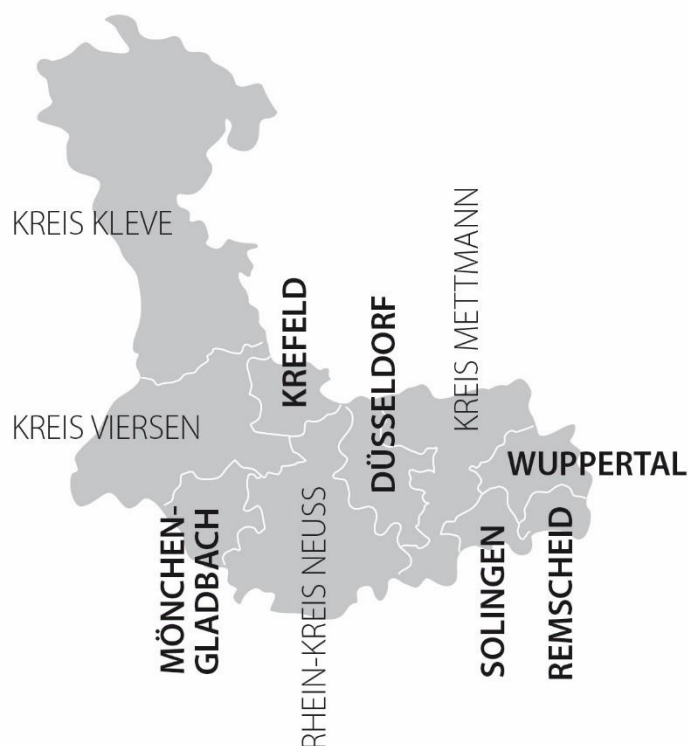 KREIS KLEVE
KREIS METTMANN
KREFELD
DÜSSELDORF
KREIS VIERSEN
WUPPERTAL
MÖNCHEN-
GLADBACH
RHEIN-KREIS NEUSS
SOLINGEN
REMSCHEID